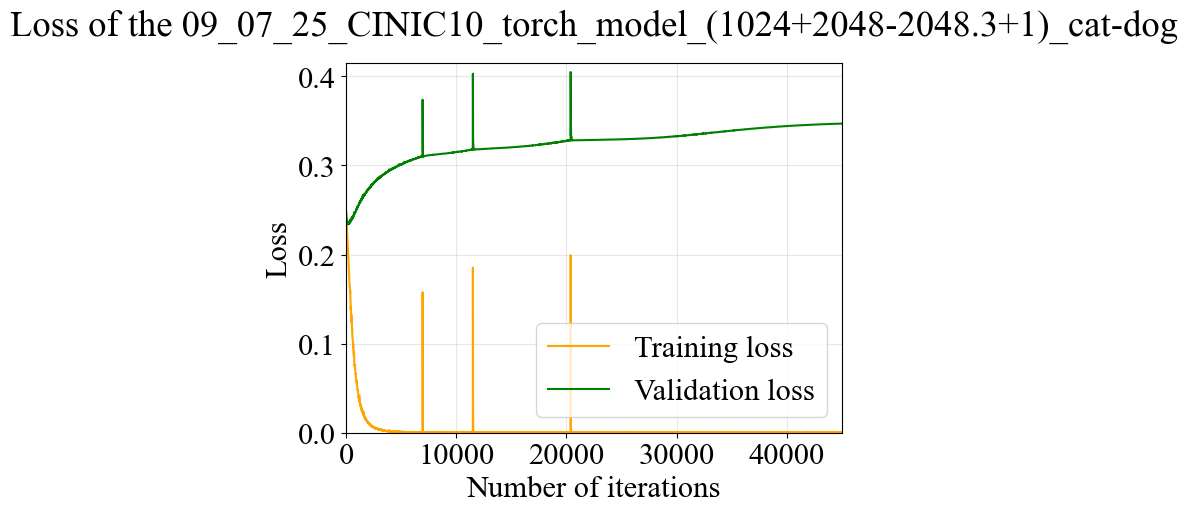 Loss of the 09_07_25_CINIC10_torch_model_(1024+2048-2048.3+1)_cat-dog
0.4
0.3
0.2
0.1
0.0
Loss
Training loss
Validation loss
0 10000 20000 30000 40000
Number of iterations